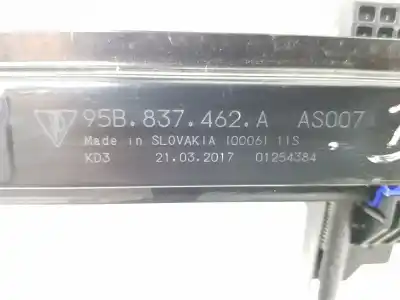 95B.837.462.A AS007
Made in SLOVAKIA 100061 11S
KD3 21.03.2017 01254384